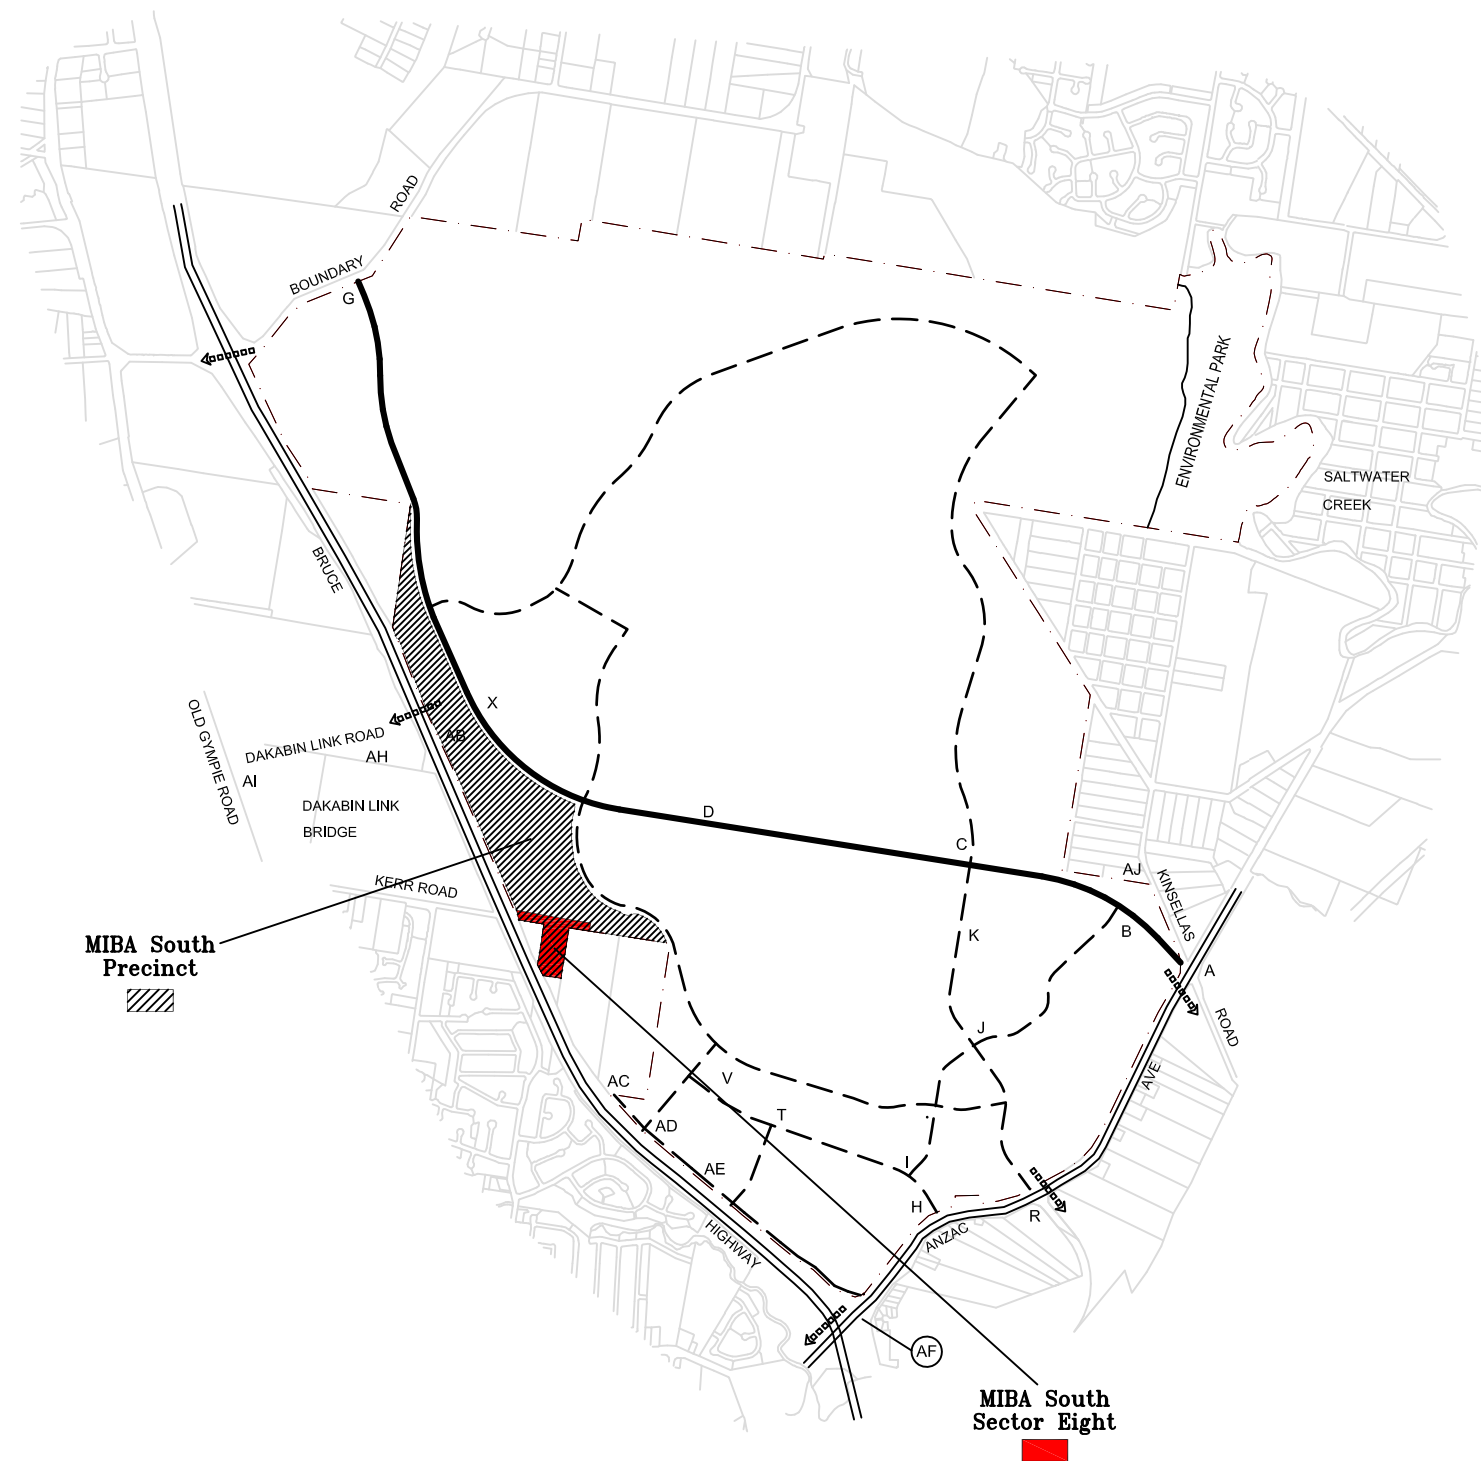 ROAD
BOUNDARY
G
ENVIRONMENTAL PARK
SALTWATER
CREEK
BRUCE
OLD GYMPIE ROAD
X
DAKABIN LINK ROAD
AB
AH
AI
DAKABIN LINK
BRIDGE
D
C
AJ
KINSELLAS
KERR ROAD
B
K
MIBA South
Precinct
A
ROAD
J
AVE
V
AC
T
AD
I
AE
H
R
ANZAC
HIGHWAY
AF
MIBA South
Sector Eight